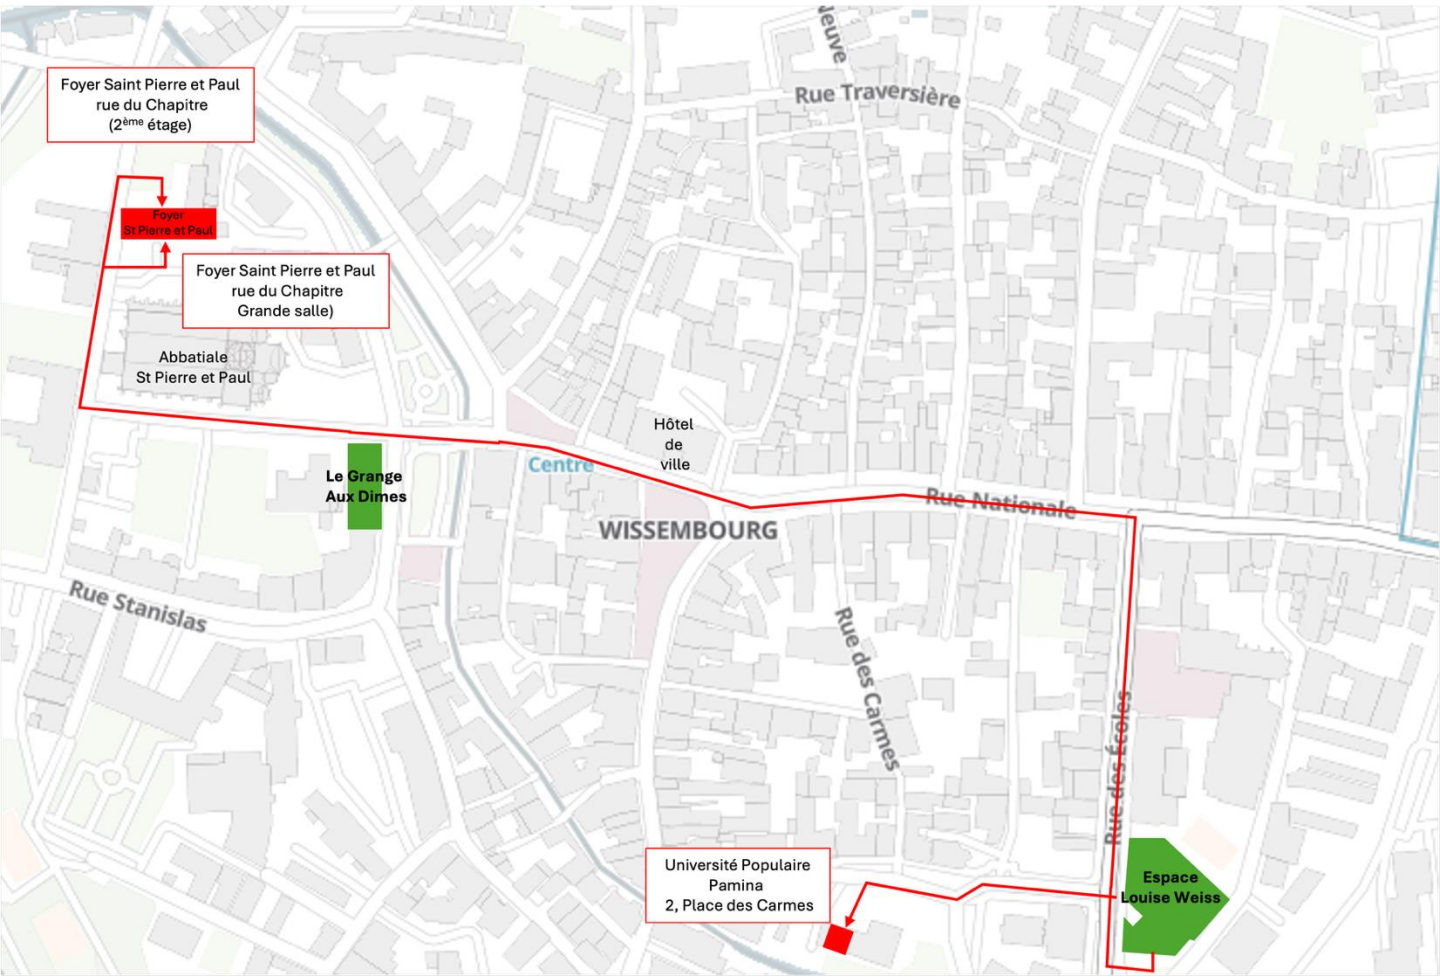 Neuve
Rue Traversière
Foyer Saint Pierre et Paul
rue du Chapitre
(2ème étage)
Foyer
St Pierre et Paul
Foyer Saint Pierre et Paul
rue du Chapitre
Grande salle)
Abbatiale
St Pierre et Paul
Hôtel
de
ville
Centre
Le Grange
Aux Dimes
Rue Nationale
WISSEMBOURG
Rue Stanislas
Rue des Carmes
Rue des Écoles
Université Populaire
Pamina
2, Place des Carmes
Espace
Louise Weiss